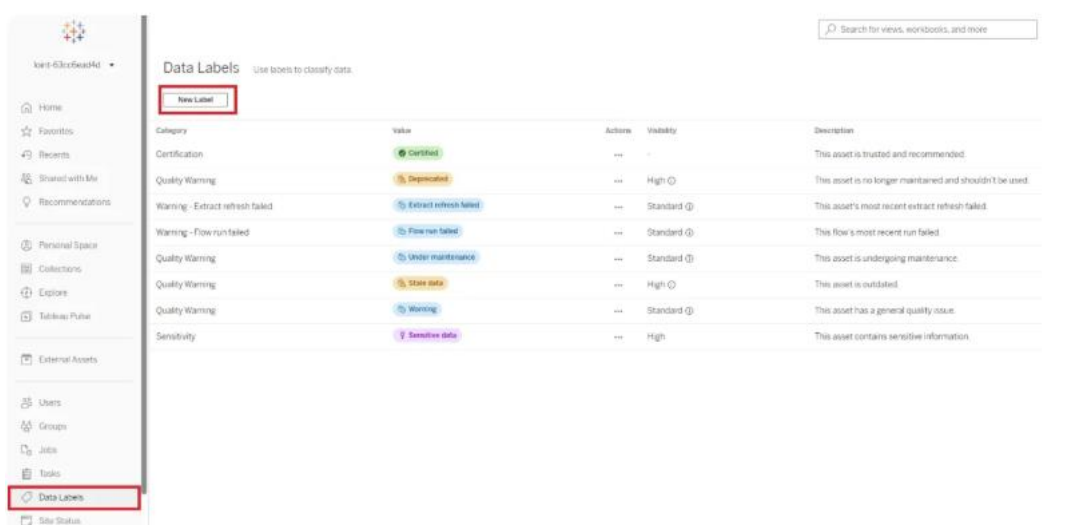 Search for views, workbooks, and more
Data Labels Use labels to classify data.
New Label
Home
Favorites
Recents
Shared with Me
Recommendations
Personal Space
Collections
Explore
Tableau Pulse
External Assets
Users
Groups
Jobs
Tasks
Data Labels
Site Status
Category Value Actions Visibility Description
Certification Certified ... - This asset is trusted and recommended.
Quality Warning Deprecated ... High This asset is no longer maintained and shouldn't be used.
Warning - Extract refresh failed Extract refresh failed ... Standard This asset's most recent extract refresh failed.
Warning - Flow run failed Flow run failed ... Standard This flow's most recent run failed.
Quality Warning Under maintenance ... Standard This asset is undergoing maintenance.
Quality Warning Stale data ... High This asset is outdated.
Quality Warning Warning ... Standard This asset has a general quality issue.
Sensitivity Sensitive data ... High This asset contains sensitive information.